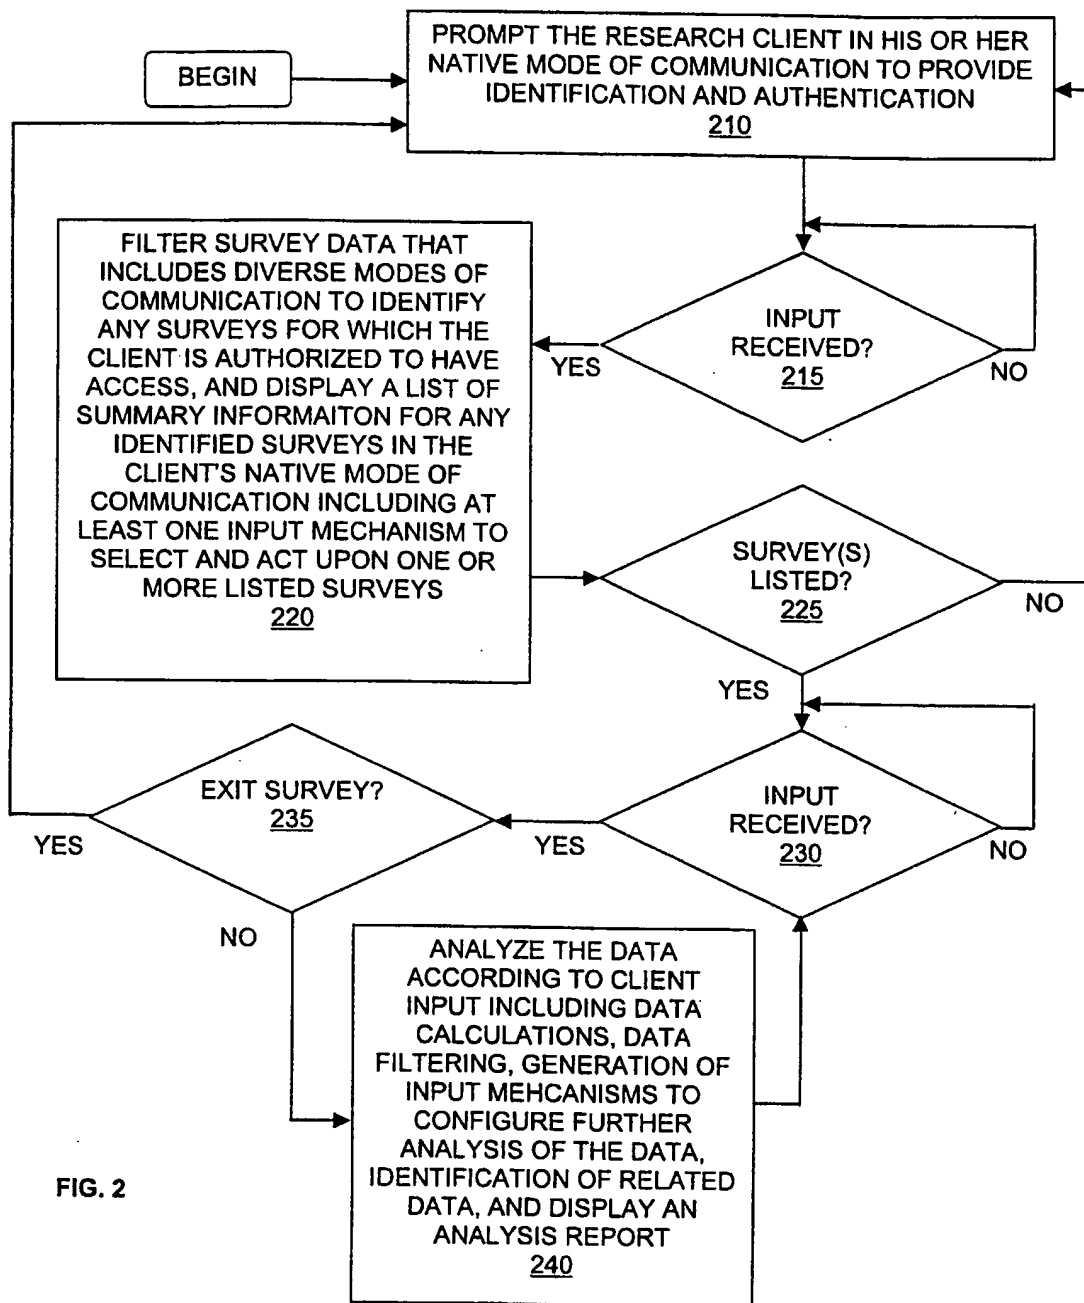 BEGIN
PROMPT THE RESEARCH CLIENT IN HIS OR HER
NATIVE MODE OF COMMUNICATION TO PROVIDE
IDENTIFICATION AND AUTHENTICATION
210
INPUT
RECEIVED?
215
YES
NO
FILTER SURVEY DATA THAT
INCLUDES DIVERSE MODES OF
COMMUNICATION TO IDENTIFY
ANY SURVEYS FOR WHICH THE
CLIENT IS AUTHORIZED TO HAVE
ACCESS, AND DISPLAY A LIST OF
SUMMARY INFORMAITON FOR ANY
IDENTIFIED SURVEYS IN THE
CLIENT'S NATIVE MODE OF
COMMUNICATION INCLUDING AT
LEAST ONE INPUT MECHANISM TO
SELECT AND ACT UPON ONE OR
MORE LISTED SURVEYS
220
SURVEY(S)
LISTED?
225
NO
YES
INPUT
RECEIVED?
230
YES
NO
EXIT SURVEY?
235
YES
NO
ANALYZE THE DATA
ACCORDING TO CLIENT
INPUT INCLUDING DATA
CALCULATIONS, DATA
FILTERING, GENERATION OF
INPUT MEHCANISMS TO
CONFIGURE FURTHER
ANALYSIS OF THE DATA,
IDENTIFICATION OF RELATED
DATA, AND DISPLAY AN
ANALYSIS REPORT
240
FIG. 2